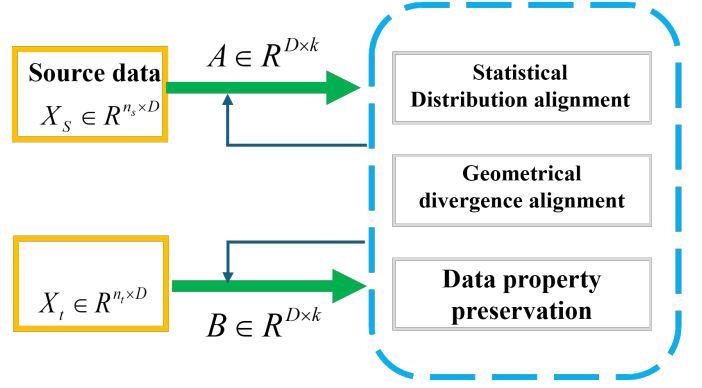 Source data
X_S ∈ R^{n_s×D}
A ∈ R^{D×k}
Statistical
Distribution alignment
Geometrical
divergence alignment
X_t ∈ R^{n_t×D}
B ∈ R^{D×k}
Data property
preservation